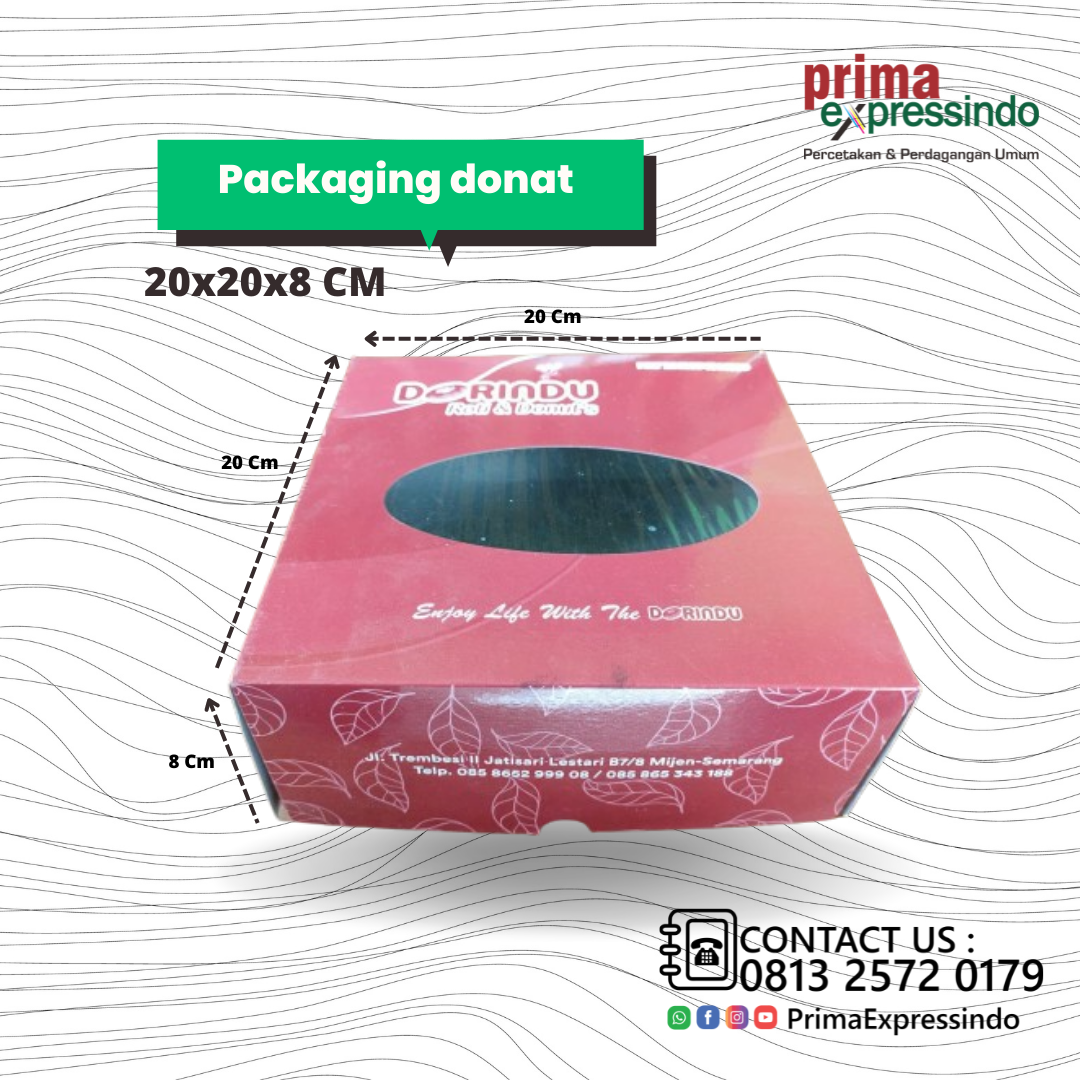 prima
expressindo
Percetakan & Perdagangan Umum
Packaging donat
20x20x8 CM
20 Cm
DORINDU
Roti & Donut's
20 Cm
Enjoy Life With The DORINDU
8 Cm
Jl. Trembesi II Jatisari Lestari B7/8 Mijen-Semarang
Telp. 085 8652 999 08 / 085 865 343 188
CONTACT US :
0813 2572 0179
PrimaExpressindo